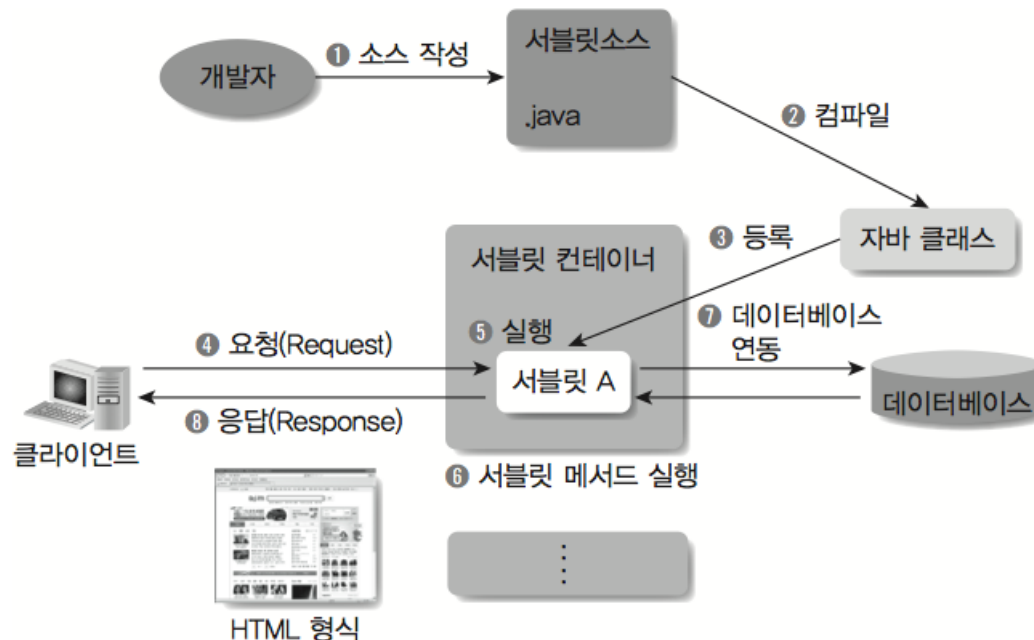 개발자
❶ 소스 작성
서블릿소스
.java
❷ 컴파일
자바 클래스
❸ 등록
서블릿 컨테이너
❹ 요청(Request)
❺ 실행
서블릿 A
❼ 데이터베이스
연동
데이터베이스
❽ 응답(Response)
클라이언트
❻ 서블릿 메서드 실행
HTML 형식